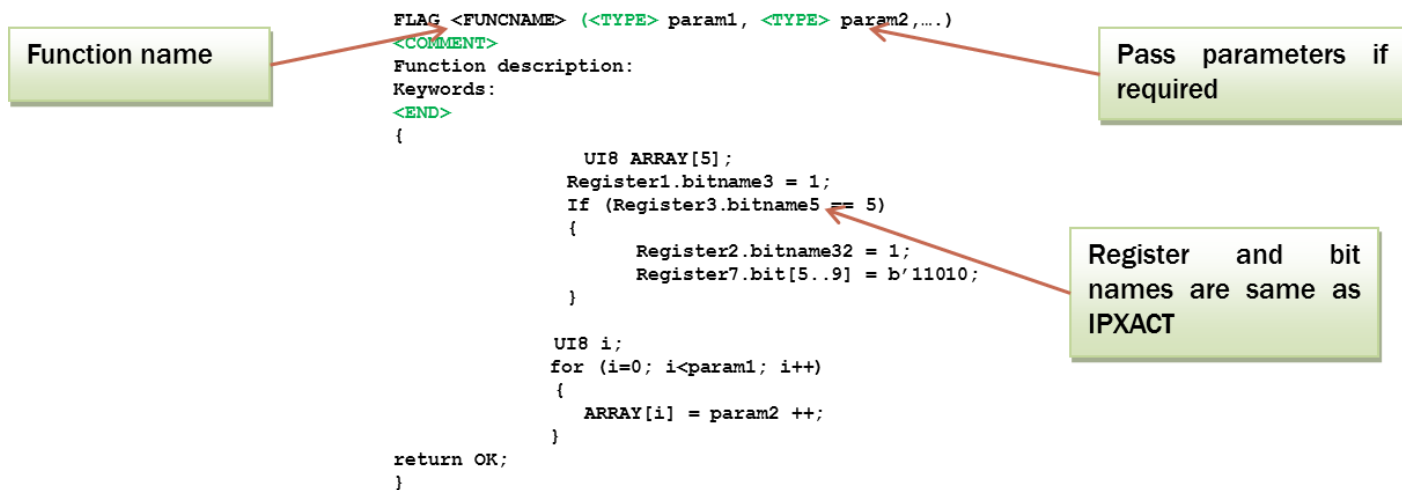 FLAG <FUNCNAME> (<TYPE> param1, <TYPE> param2,….)
<COMMENT>
Function description:
Keywords:
<END>
{
UI8 ARRAY[5];
Register1.bitname3 = 1;
If (Register3.bitname5 == 5)
{
Register2.bitname32 = 1;
Register7.bit[5..9] = b’11010;
}
UI8 i;
for (i=0; i<param1; i++)
{
ARRAY[i] = param2 ++;
}
return OK;
}
Function name
Pass parameters if
required
Register and bit
names are same as
IPXACT